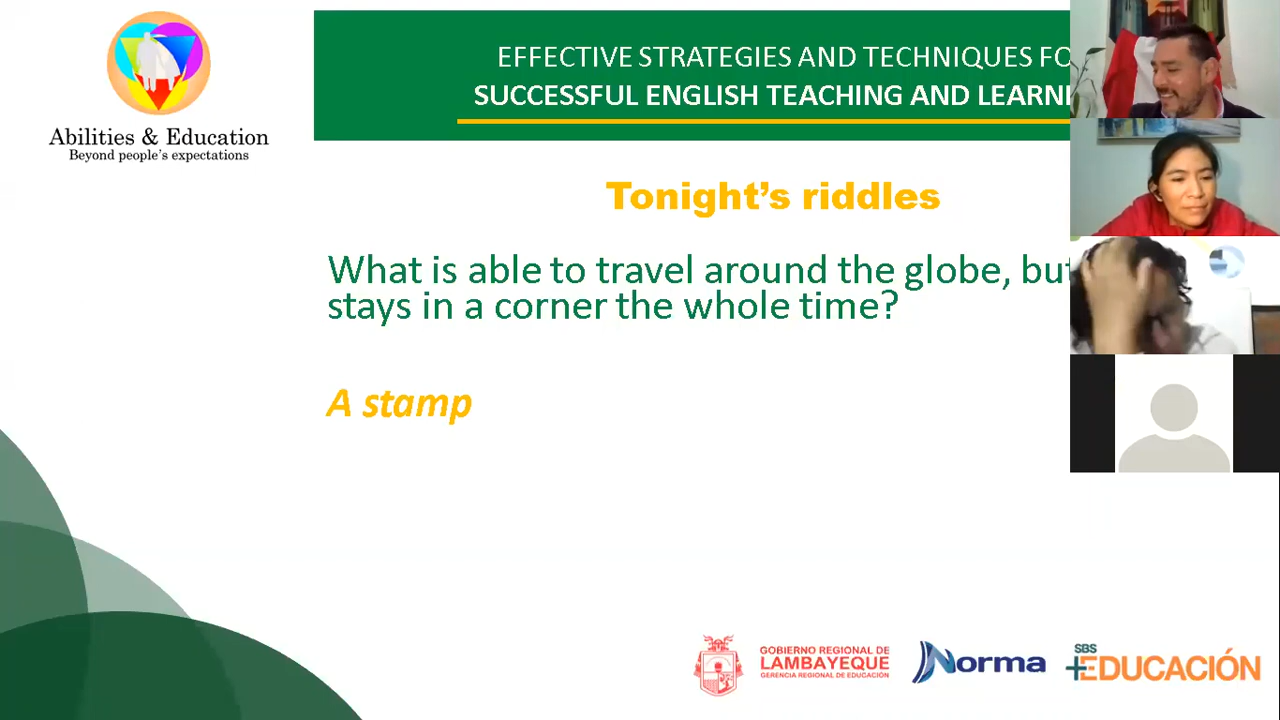 Abilities & Education
Beyond people's expectations
EFFECTIVE STRATEGIES AND TECHNIQUES
SUCCESSFUL ENGLISH TEACHING AND
Tonight's riddles
What is able to travel around the globe, but
stays in a corner the whole time?
A stamp
GOBIERNO REGIONAL DE
LAMBAYEQUE
GERENCIA REGIONAL DE EDUCACIÓN
Norma
SBS
EDUCACIÓN